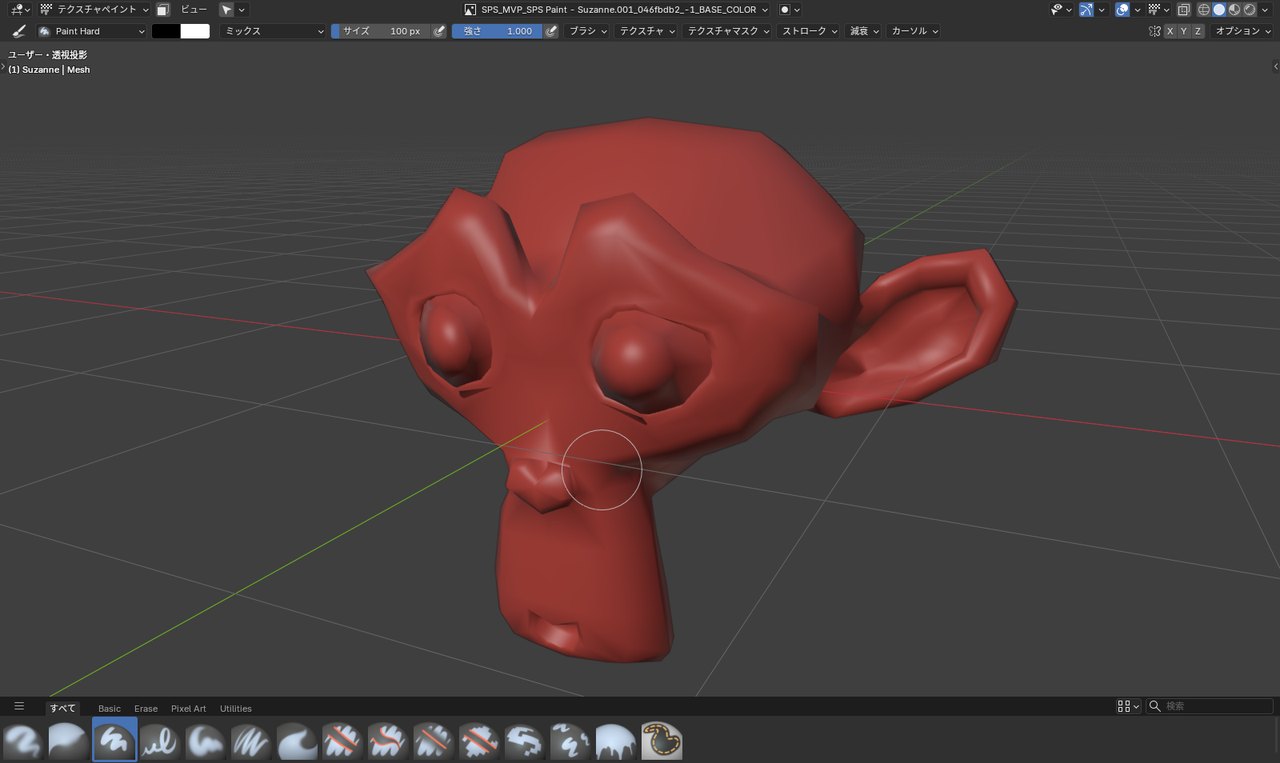 テクスチャペイント ビュー SPS_MVP_SPS Paint - Suzanne.001_046fbdb2_-1_BASE_COLOR
Paint Hard ミックス サイズ 100 px 強さ 1.000 ブラシ テクスチャ テクスチャマスク ストローク 減衰 カーソル X Y Z オプション
ユーザー・透視投影
(1) Suzanne | Mesh
すべて Basic Erase Pixel Art Utilities 検索